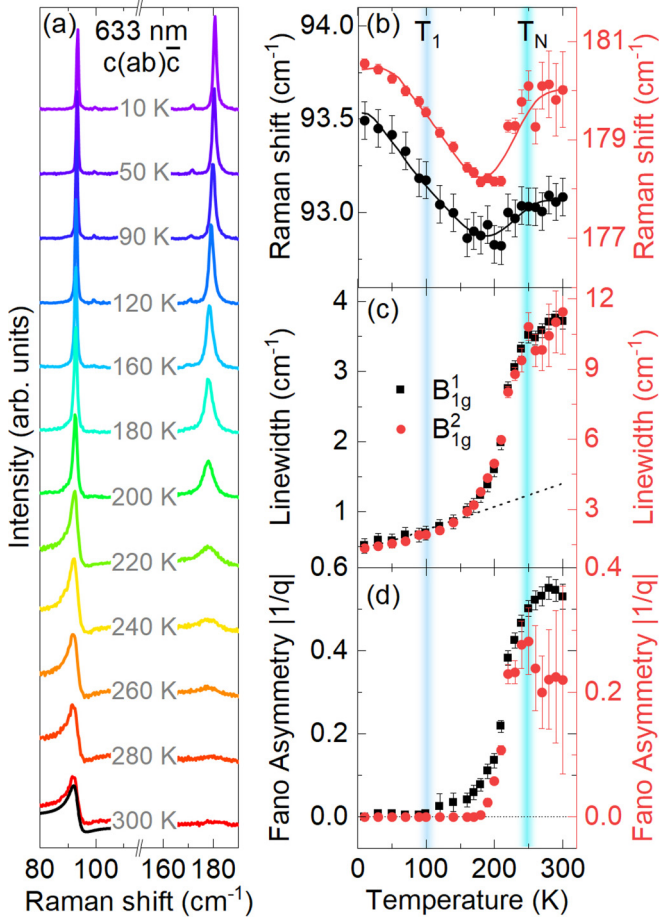 (a)
633 nm
c(ab)c̅
10 K
50 K
90 K
120 K
160 K
180 K
200 K
220 K
240 K
260 K
280 K
300 K
Intensity (arb. units)
80 100 180
Raman shift (cm⁻¹)
(b)
T₁
T_N
94.0
93.5
93.0
Raman shift (cm⁻¹)
181
179
177
Raman shift (cm⁻¹)
(c)
4
3
2
1
Linewidth (cm⁻¹)
B¹₁g
B²₁g
12
9
6
3
0
Linewidth (cm⁻¹)
(d)
0.6
0.4
0.2
0.0
Fano Asymmetry |1/q|
0.4
0.2
0.0
Fano Asymmetry |1/q|
0 100 200 300
Temperature (K)